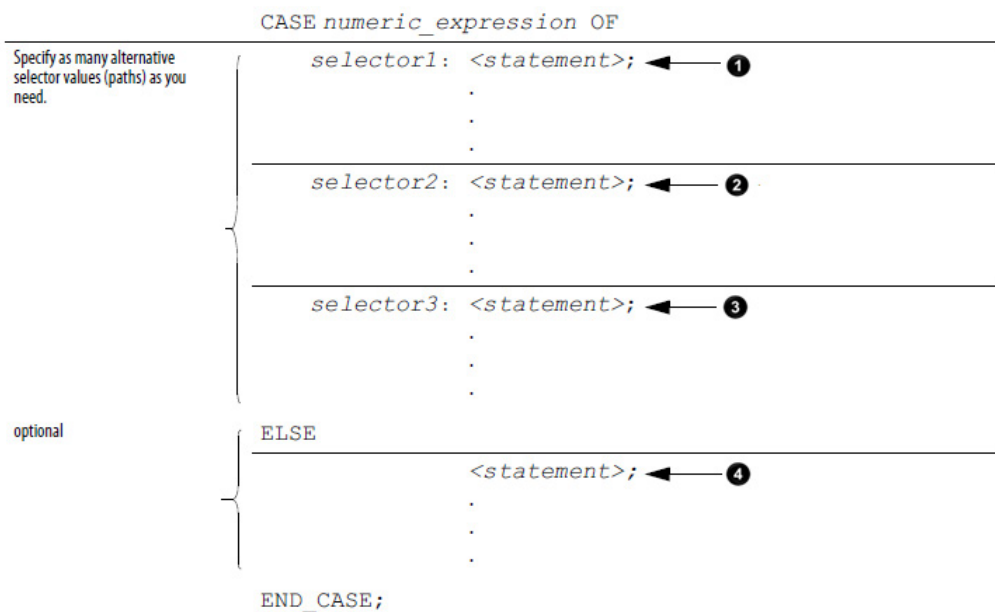 CASE numeric_expression OF
Specify as many alternative
selector values (paths) as you
need.
selector1: <statement>; 1
.
.
.
selector2: <statement>; 2
.
.
.
selector3: <statement>; 3
.
.
.
optional
ELSE
<statement>; 4
.
.
.
END_CASE;